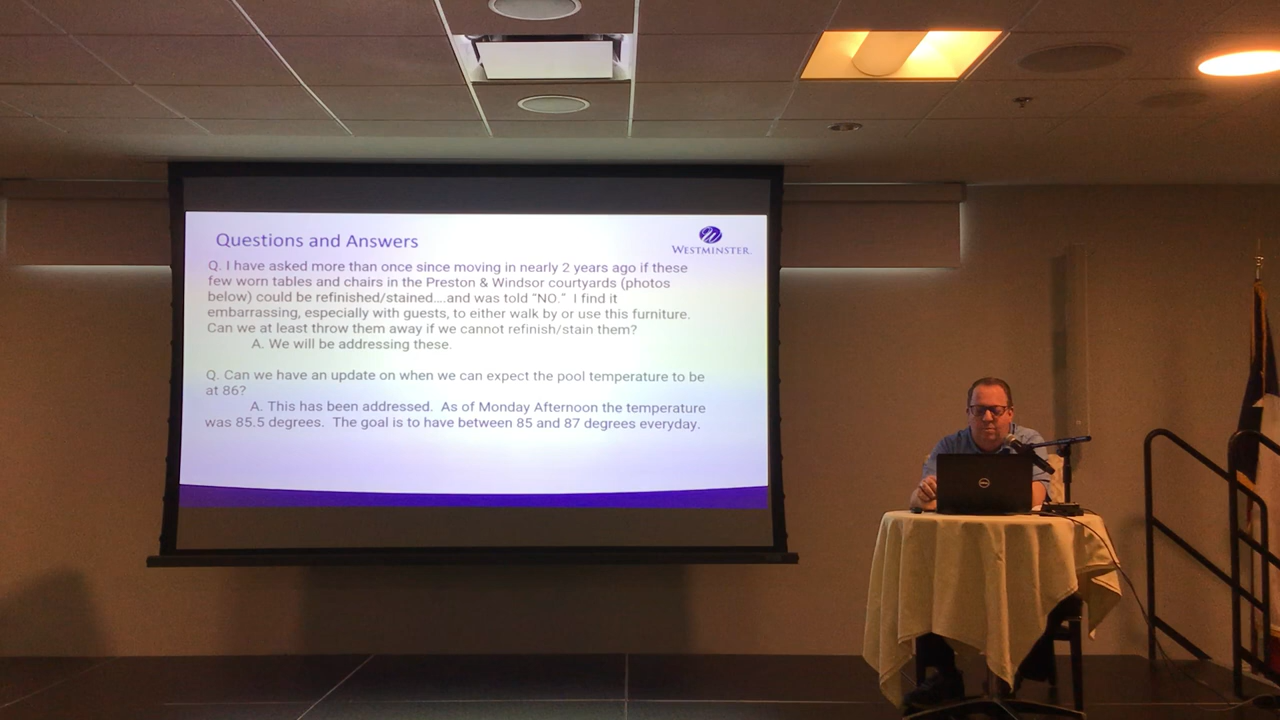 Questions and Answers
WESTMINSTER
Q. I have asked more than once since moving in nearly 2 years ago if these
few worn tables and chairs in the Preston & Windsor courtyards (photos
below) could be refinished/stained....and was told “NO.” I find it
embarrassing, especially with guests, to either walk by or use this furniture.
Can we at least throw them away if we cannot refinish/stain them?
A. We will be addressing these.
Q. Can we have an update on when we can expect the pool temperature to be
at 86?
A. This has been addressed. As of Monday Afternoon the temperature
was 85.5 degrees. The goal is to have between 85 and 87 degrees everyday.
DELL